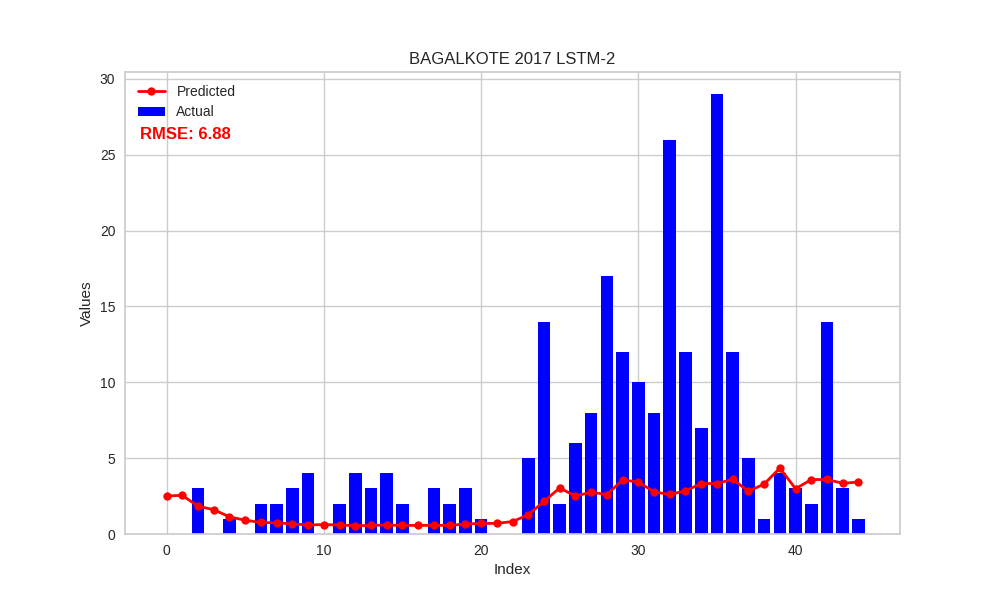 BAGALKOTE 2017 LSTM-2
Predicted
Actual
RMSE: 6.88
Values
30
25
20
15
10
5
0
0 10 20 30 40
Index